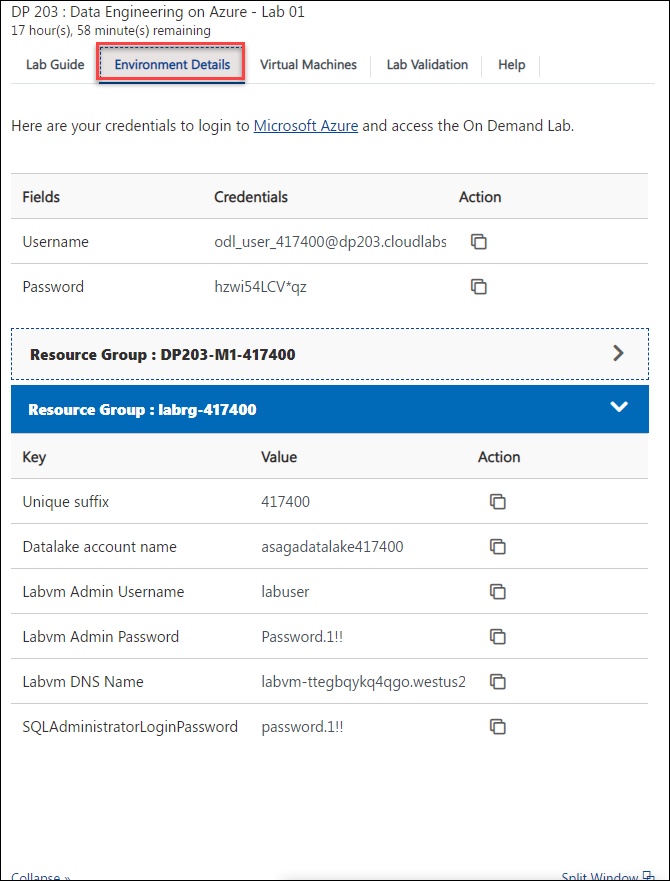 DP 203 : Data Engineering on Azure - Lab 01
17 hour(s), 58 minute(s) remaining
Lab Guide Environment Details Virtual Machines Lab Validation Help
Here are your credentials to login to Microsoft Azure and access the On Demand Lab.
Fields Credentials Action
Username odl_user_417400@dp203.cloudlabs
Password hzwi54LCV*qz
Resource Group : DP203-M1-417400
Resource Group : labrg-417400
Key Value Action
Unique suffix 417400
Datalake account name asagadatalake417400
Labvm Admin Username labuser
Labvm Admin Password Password.1!!
Labvm DNS Name labvm-ttegbqykq4qgo.westus2
SQLAdministratorLoginPassword password.1!!
Collapse »
Split Window